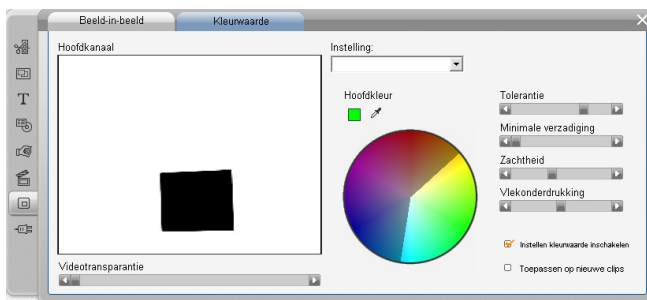 Beeld-in-beeld
Kleurwaarde
Hoofdkanaal
Instelling:
Hoofdkleur
Tolerantie
Minimale verzadiging
Zachtheid
Vlekonderdrukking
Instellen kleurwaarde inschakelen
Toepassen op nieuwe clips
Videotransparantie
T